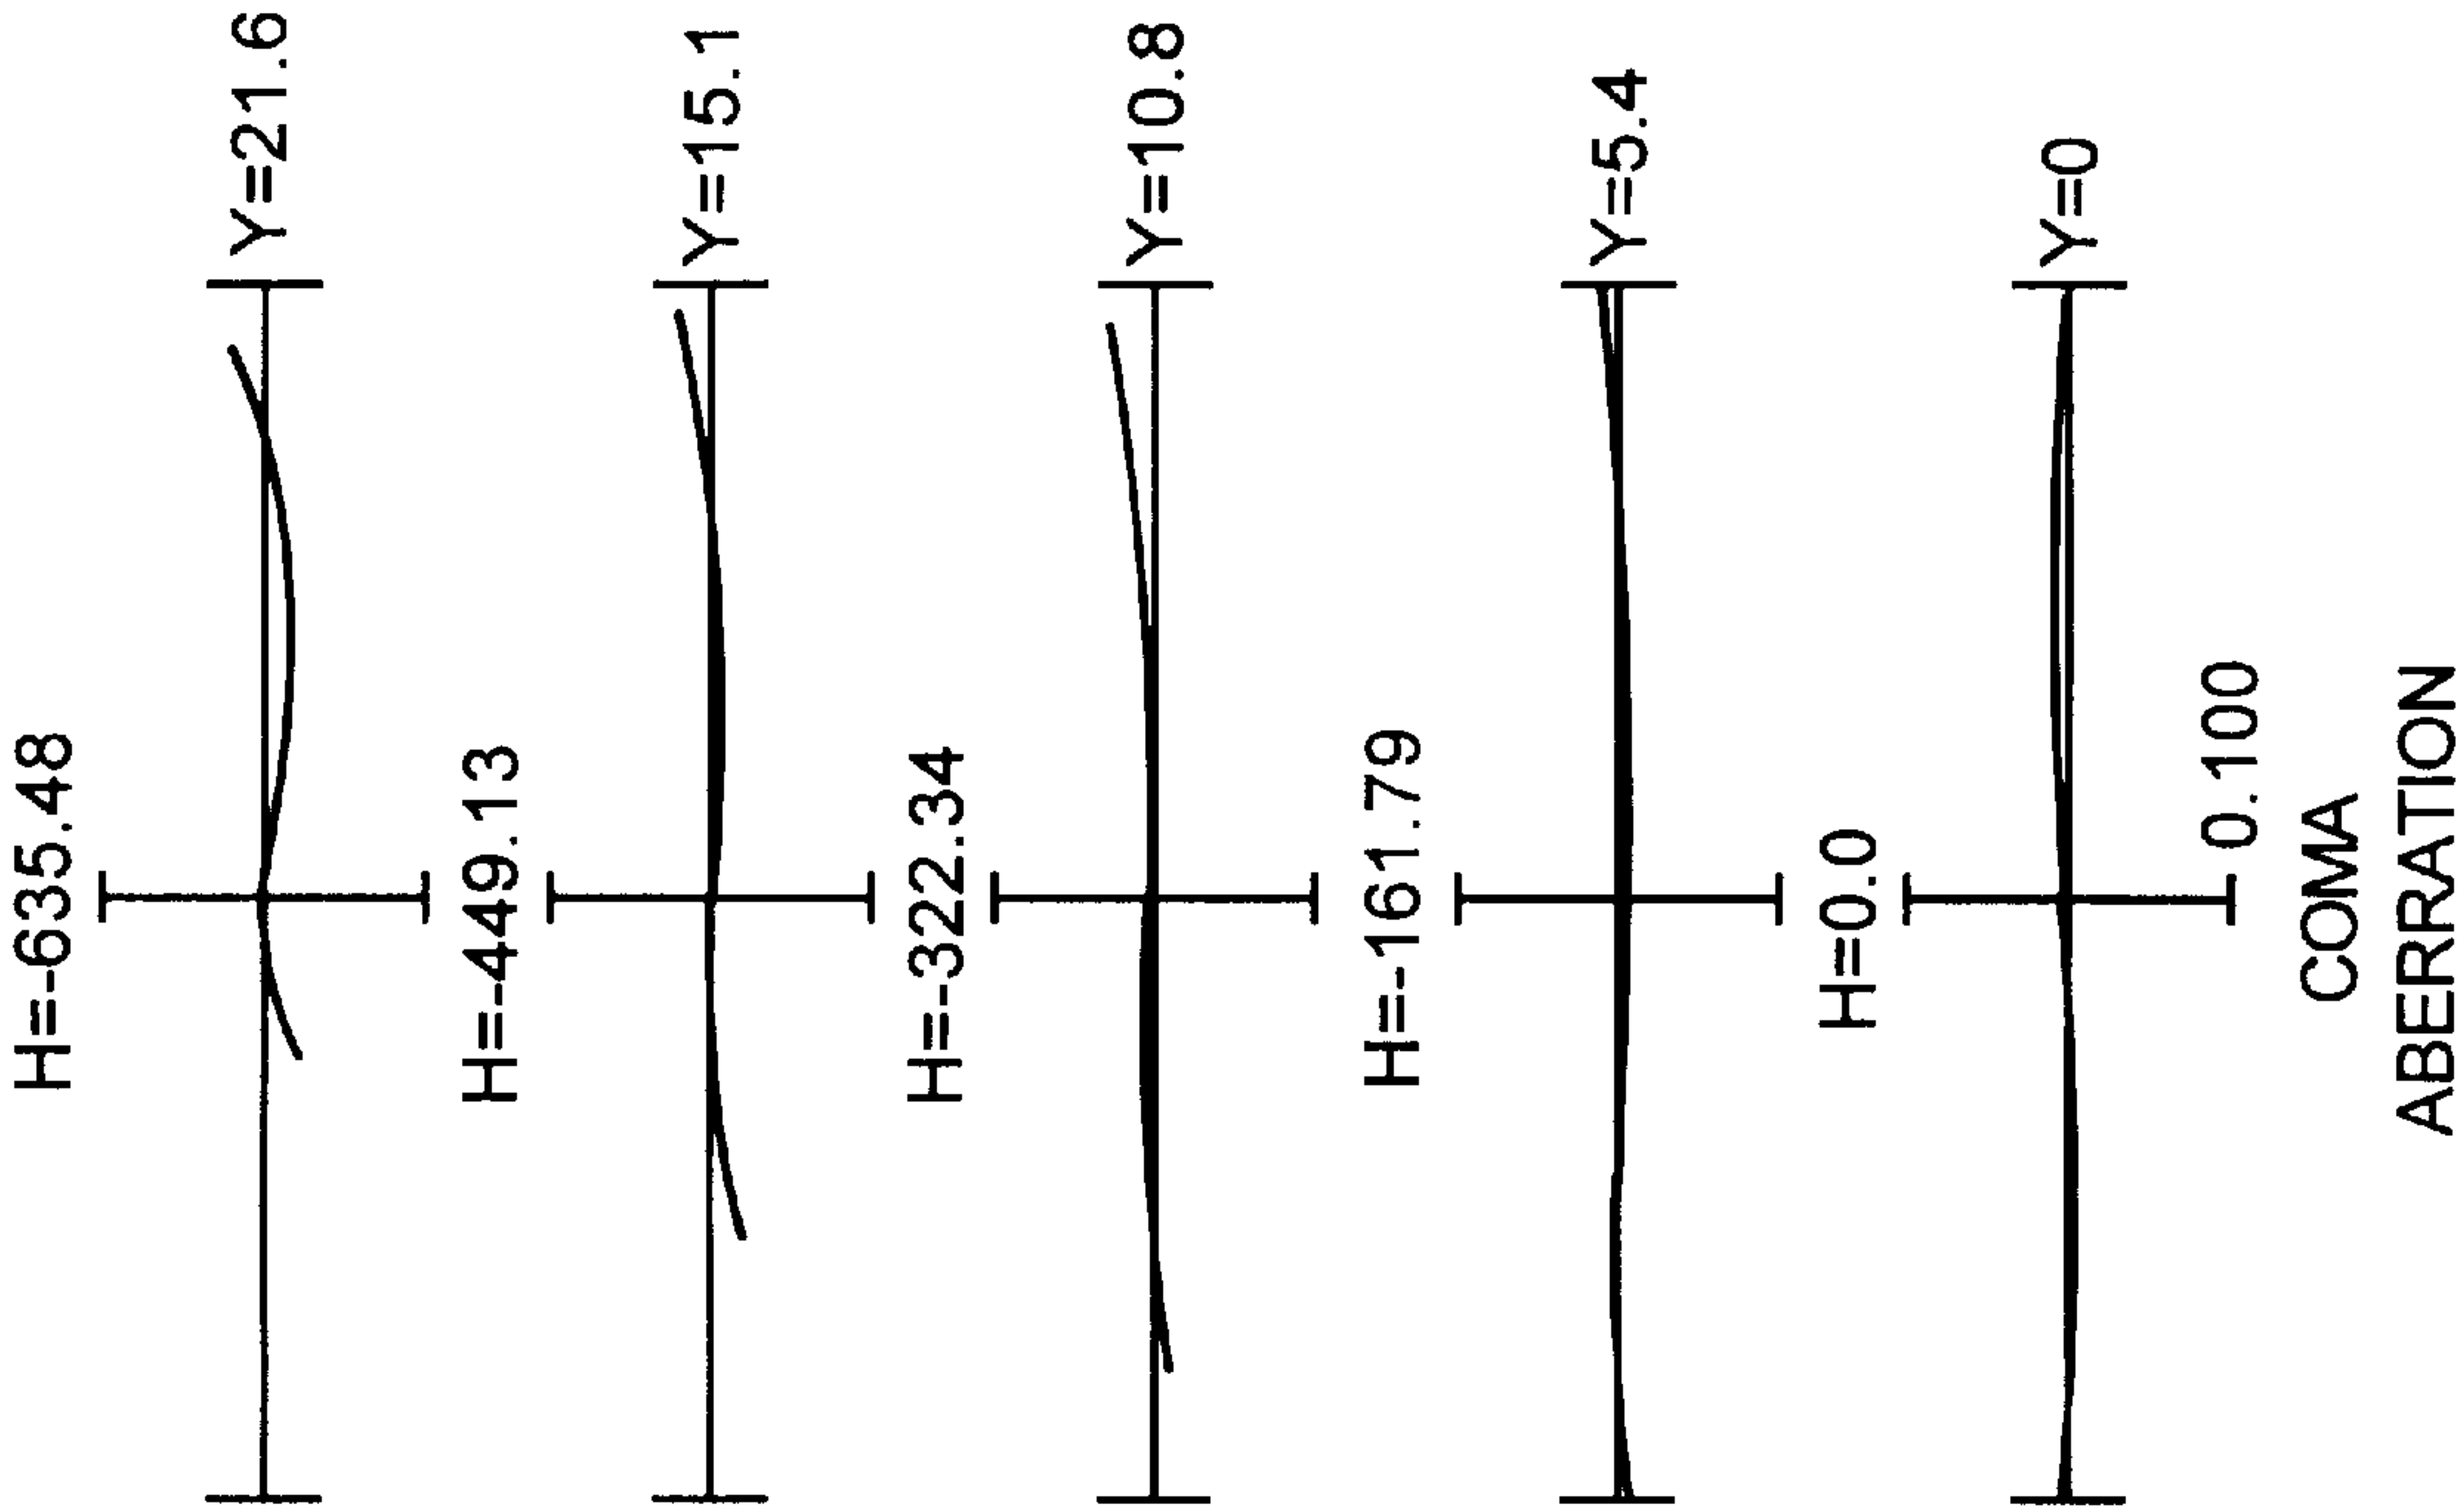 H=-635.48
Y=21.6
H=-449.13
Y=15.1
H=-322.34
Y=10.8
H=-161.79
Y=5.4
H=0.0
Y=0
0.100
COMA
ABERRATION